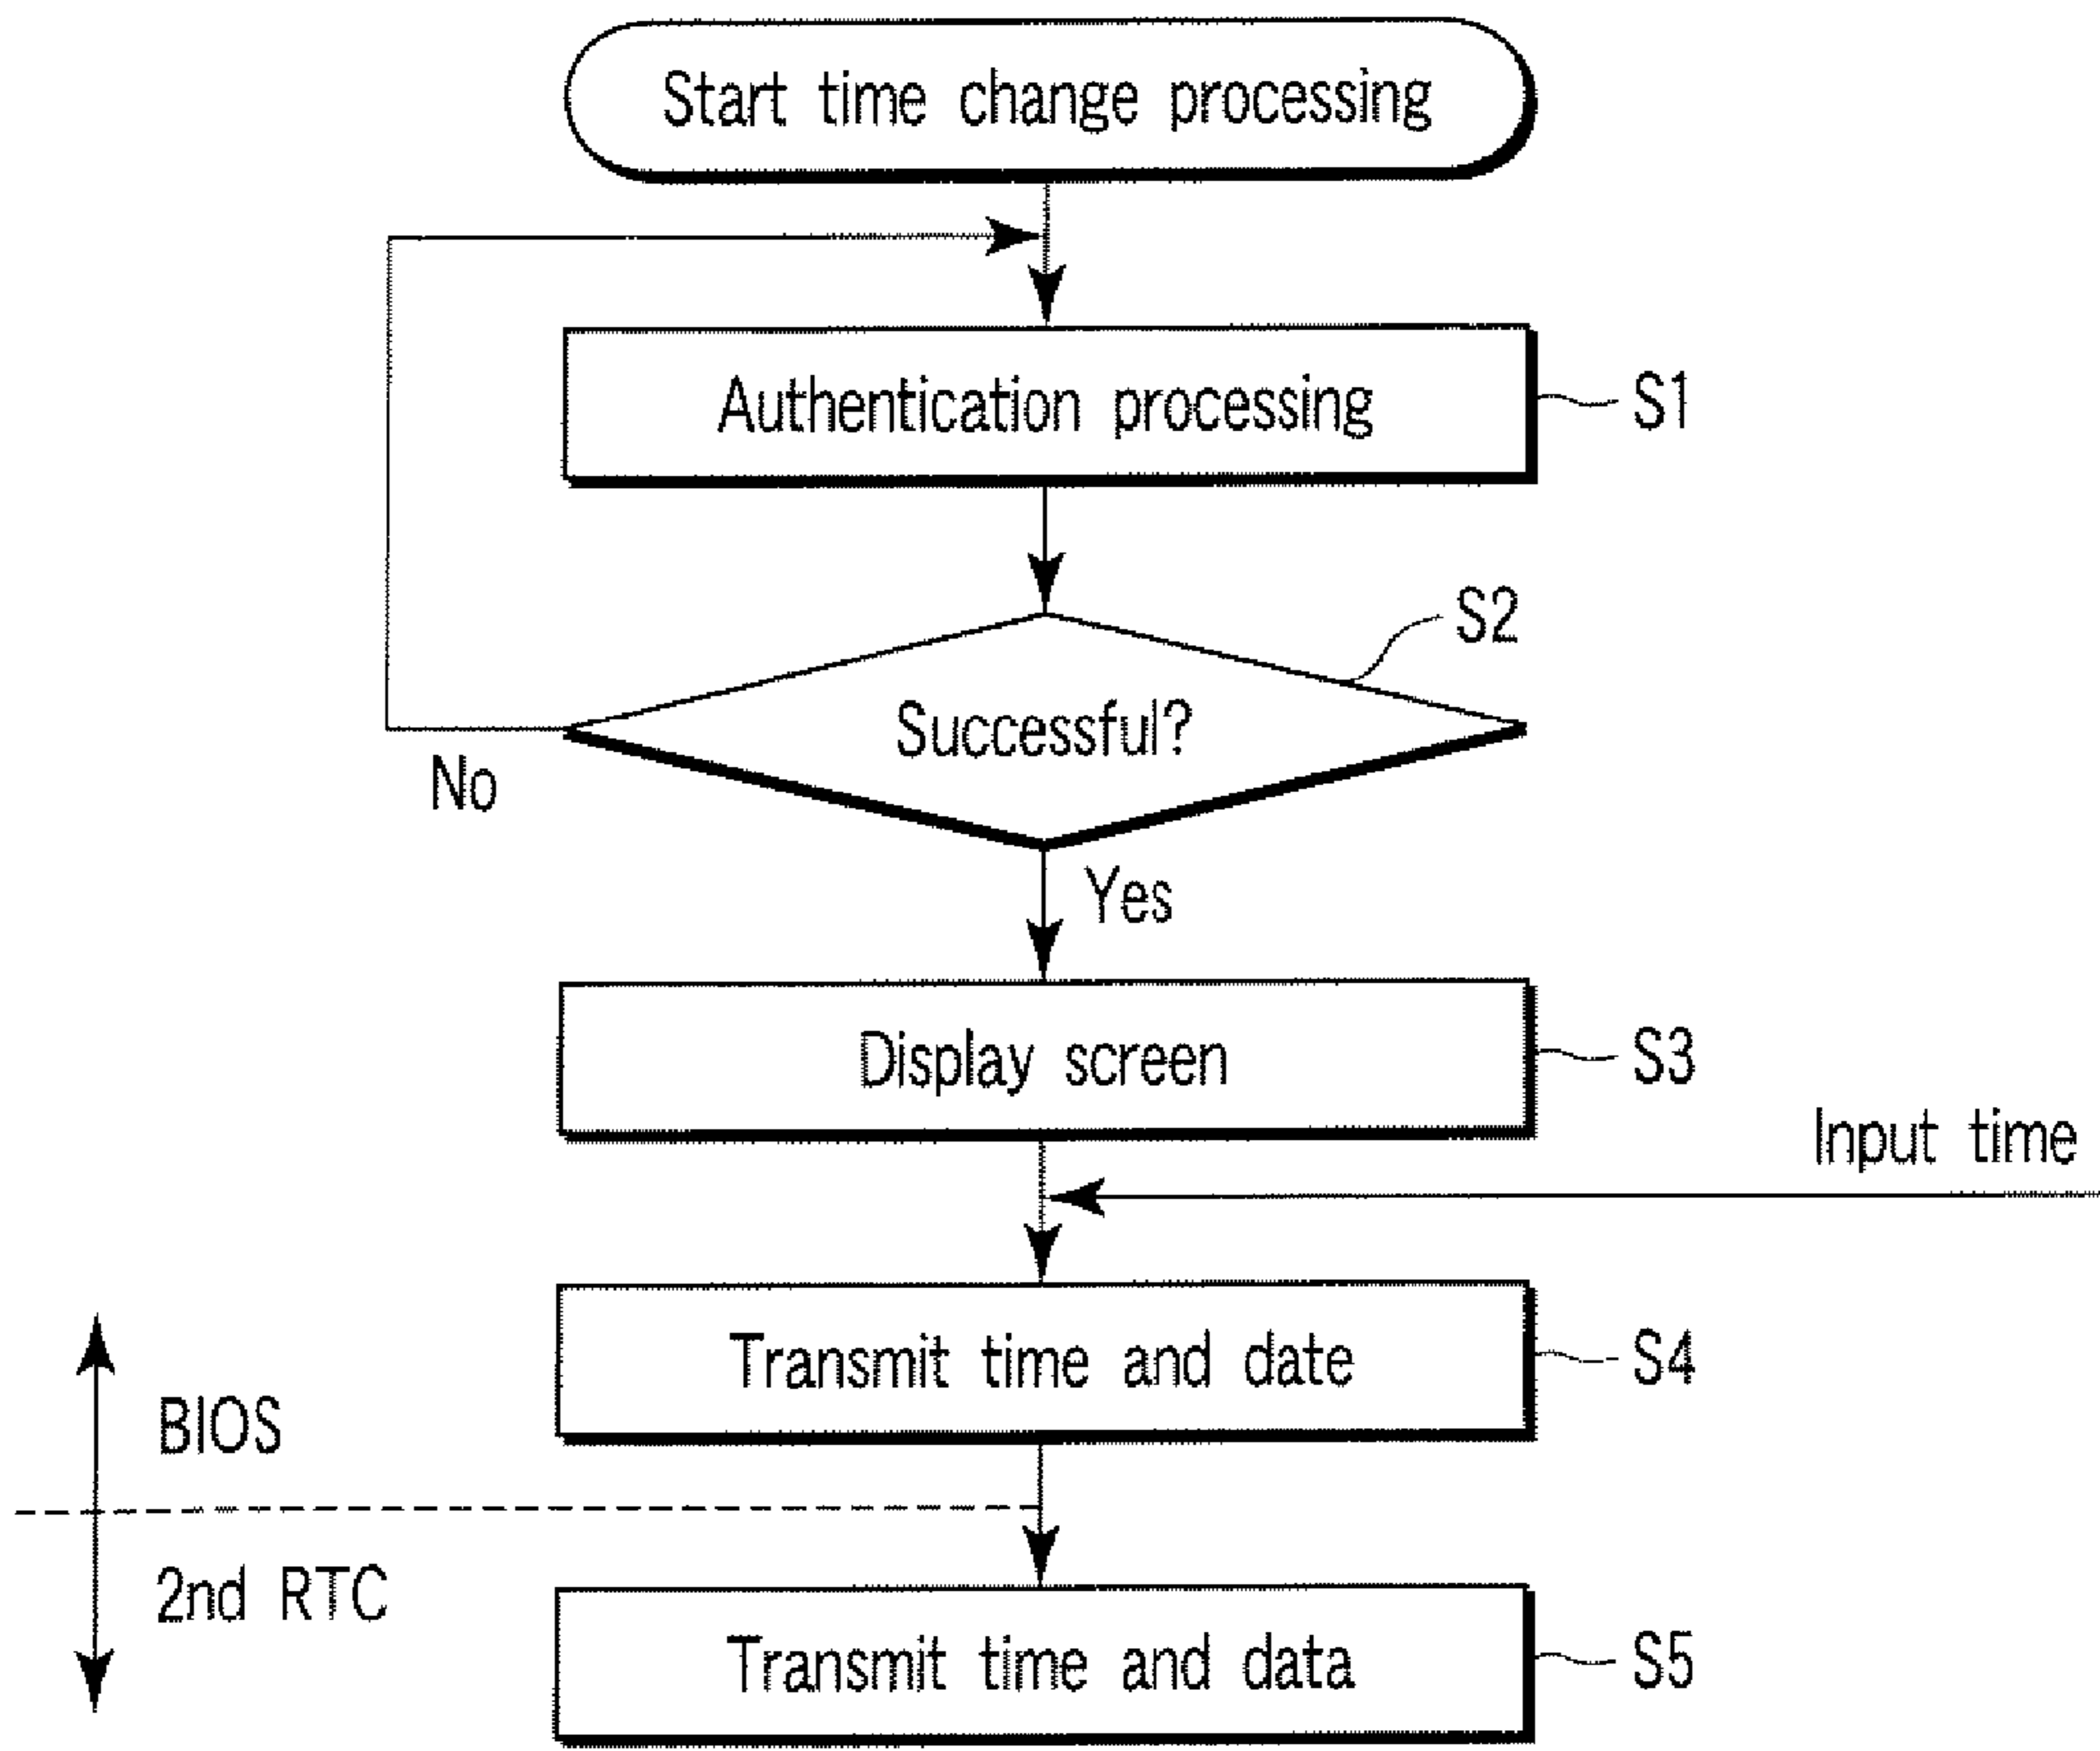 Start time change processing
Authentication processing
S1
S2
Successful?
No
Yes
Display screen
S3
Input time
Transmit time and date
S4
BIOS
2nd RTC
Transmit time and data
S5